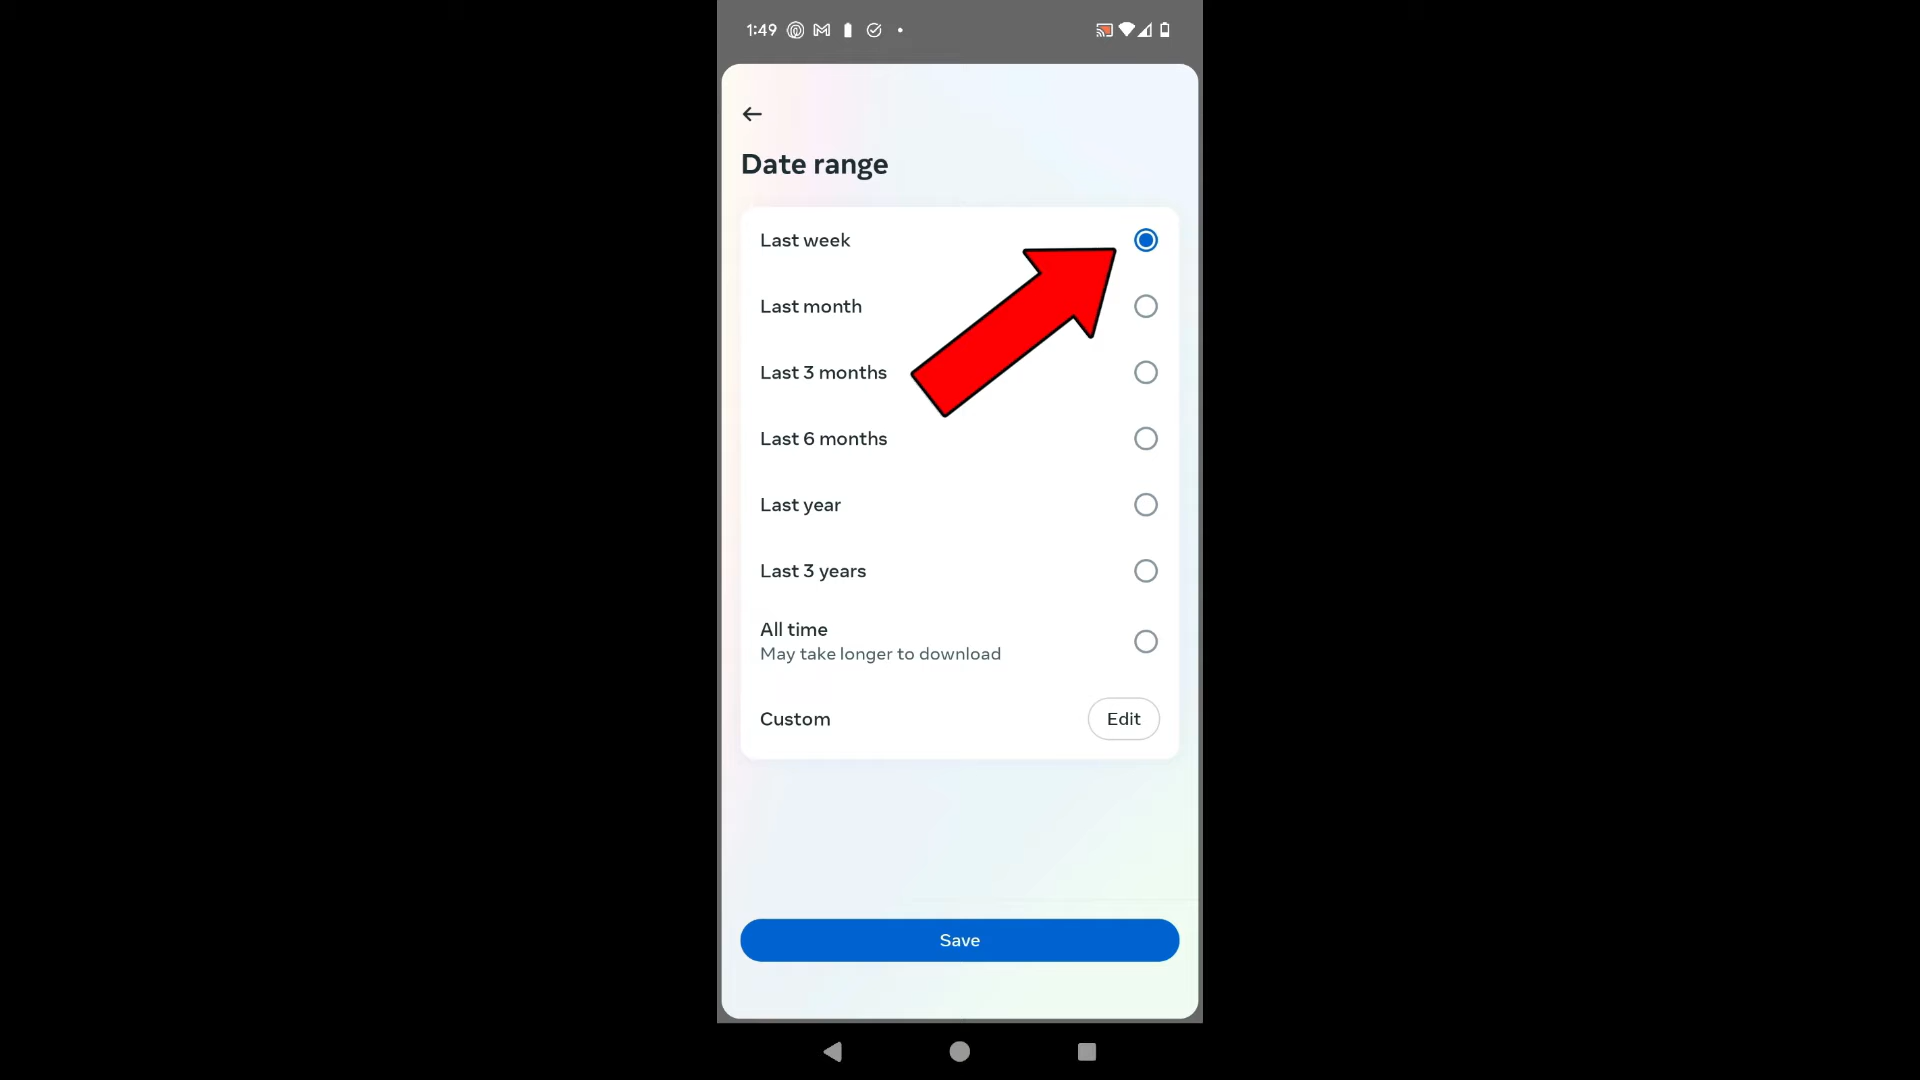 1:49
Date range
Last week
Last month
Last 3 months
Last 6 months
Last year
Last 3 years
All time
May take longer to download
Custom
Edit
Save